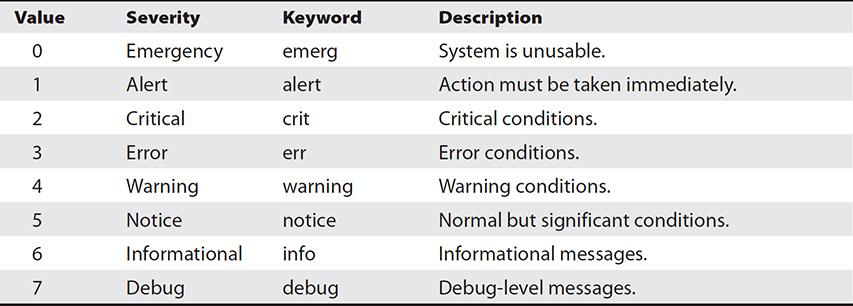 Value Severity Keyword Description
0 Emergency emerg System is unusable.
1 Alert alert Action must be taken immediately.
2 Critical crit Critical conditions.
3 Error err Error conditions.
4 Warning warning Warning conditions.
5 Notice notice Normal but significant conditions.
6 Informational info Informational messages.
7 Debug debug Debug-level messages.